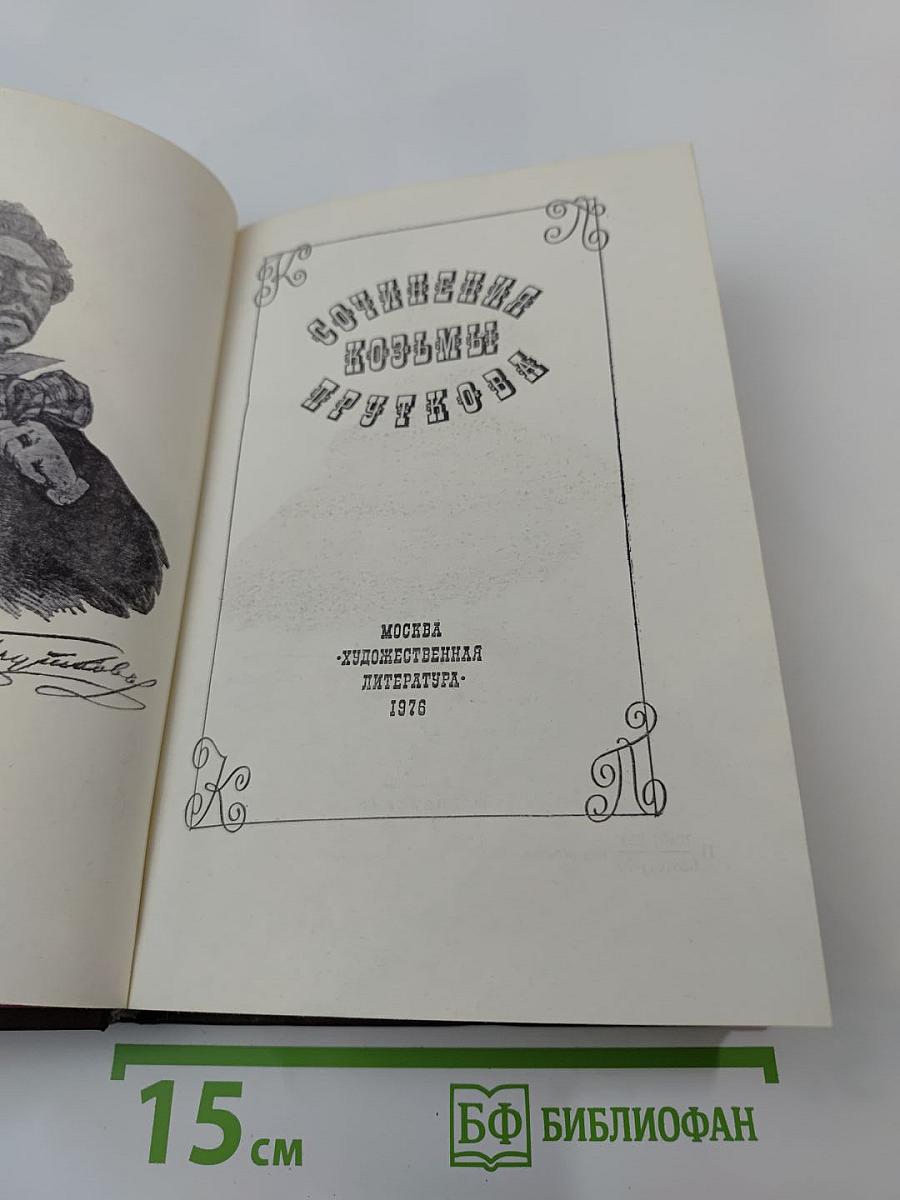 К П
СОЧИНЕНИЯ
КОЗЬМЫ
ПРУТКОВА
МОСКВА
«ХУДОЖЕСТВЕННАЯ
ЛИТЕРАТУРА»
1976
К П
15 см
БФ БИБЛИОФАН